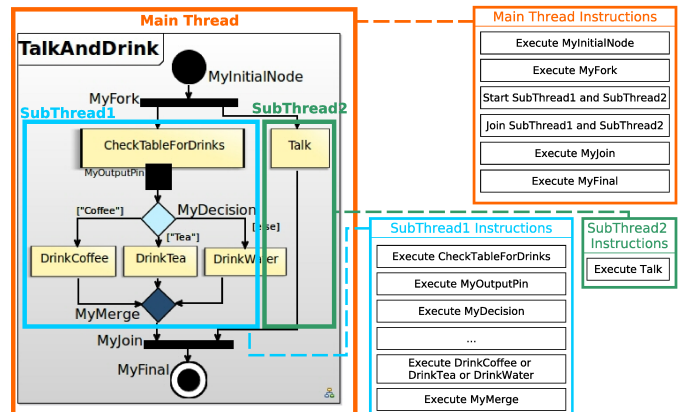 Main Thread
TalkAndDrink
MyInitialNode
MyFork
SubThread1
SubThread2
CheckTableForDrinks
Talk
MyOutputPin
["Coffee"]
MyDecision
["Tea"]
[else]
DrinkCoffee
DrinkTea
DrinkWater
MyMerge
MyJoin
MyFinal
Main Thread Instructions
Execute MyInitialNode
Execute MyFork
Start SubThread1 and SubThread2
Join SubThread1 and SubThread2
Execute MyJoin
Execute MyFinal
SubThread1 Instructions
Execute CheckTableForDrinks
Execute MyOutputPin
Execute MyDecision
...
Execute DrinkCoffee or
DrinkTea or DrinkWater
Execute MyMerge
SubThread2
Instructions
Execute Talk